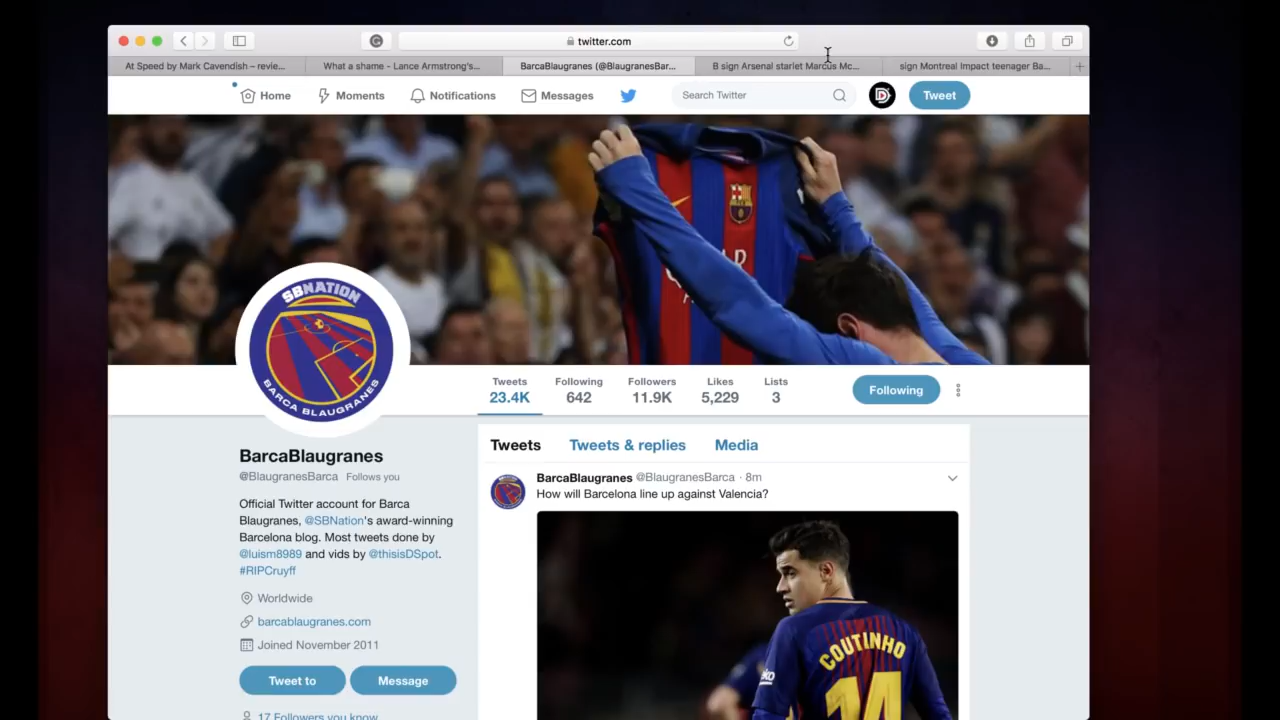 twitter.com
At Speed by Mark Cavendish – revie...
What a shame - Lance Armstrong's...
BarcaBlaugranes (@BlaugranesBar...
B sign Arsenal starlet Marcus Mc...
sign Montreal Impact teenager Ba...
Home
Moments
Notifications
Messages
Search Twitter
Tweet
SBNATION
BARCA BLAUGRANES
Tweets
Following
Followers
Likes
Lists
23.4K
642
11.9K
5,229
3
Following
BarcaBlaugranes
@BlaugranesBarca Follows you
Official Twitter account for Barca
Blaugranes, @SBNation's award-winning
Barcelona blog. Most tweets done by
@luism8989 and vids by @thisisDSpot.
#RIPCruyff
Worldwide
barcablaugranes.com
Joined November 2011
Tweet to
Message
17 Followers you know
Tweets
Tweets & replies
Media
BarcaBlaugranes @BlaugranesBarca · 8m
How will Barcelona line up against Valencia?
COUTINHO
14
beko